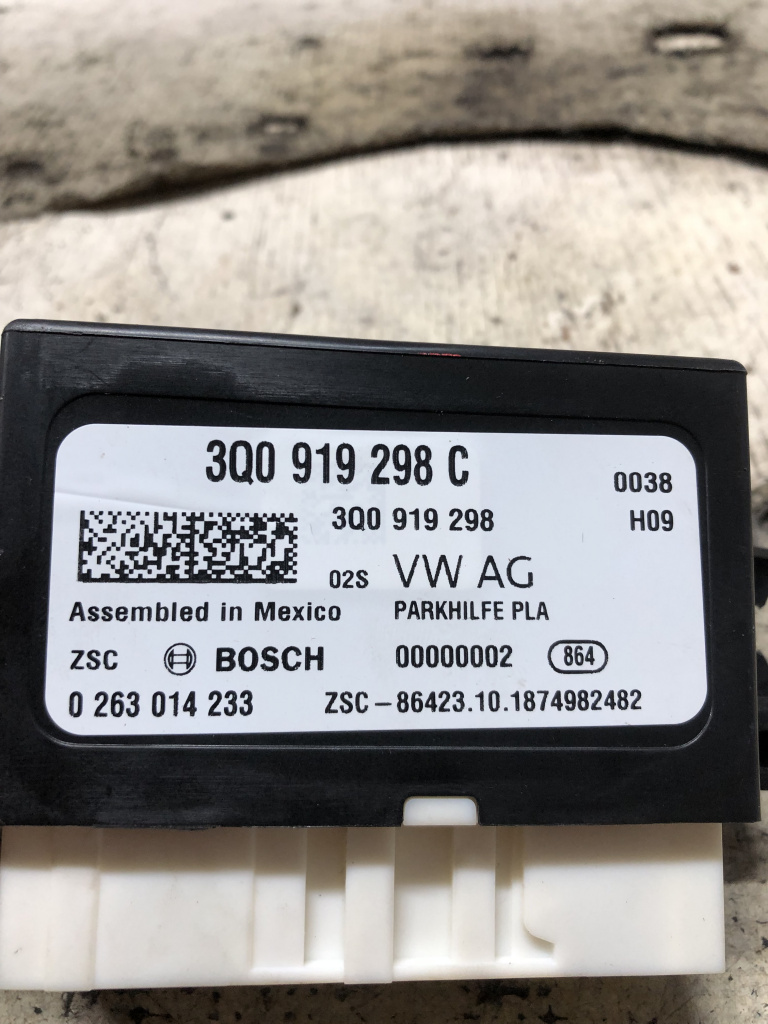 3Q0 919 298 C
0038
3Q0 919 298
H09
02S VW AG
Assembled in Mexico PARKHILFE PLA
ZSC BOSCH 00000002 864
0 263 014 233 ZSC-86423.10.1874982482